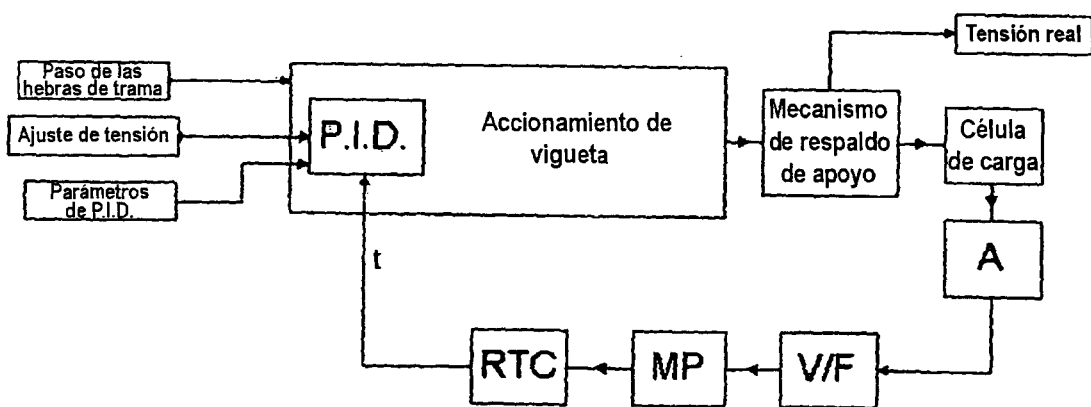 Tensión real
Paso de las
hebras de trama
Ajuste de tensión
Parámetros
de P.I.D.
P.I.D.
Accionamiento de
vigueta
Mecanismo
de respaldo
de apoyo
Célula
de carga
A
t
RTC
MP
V/F